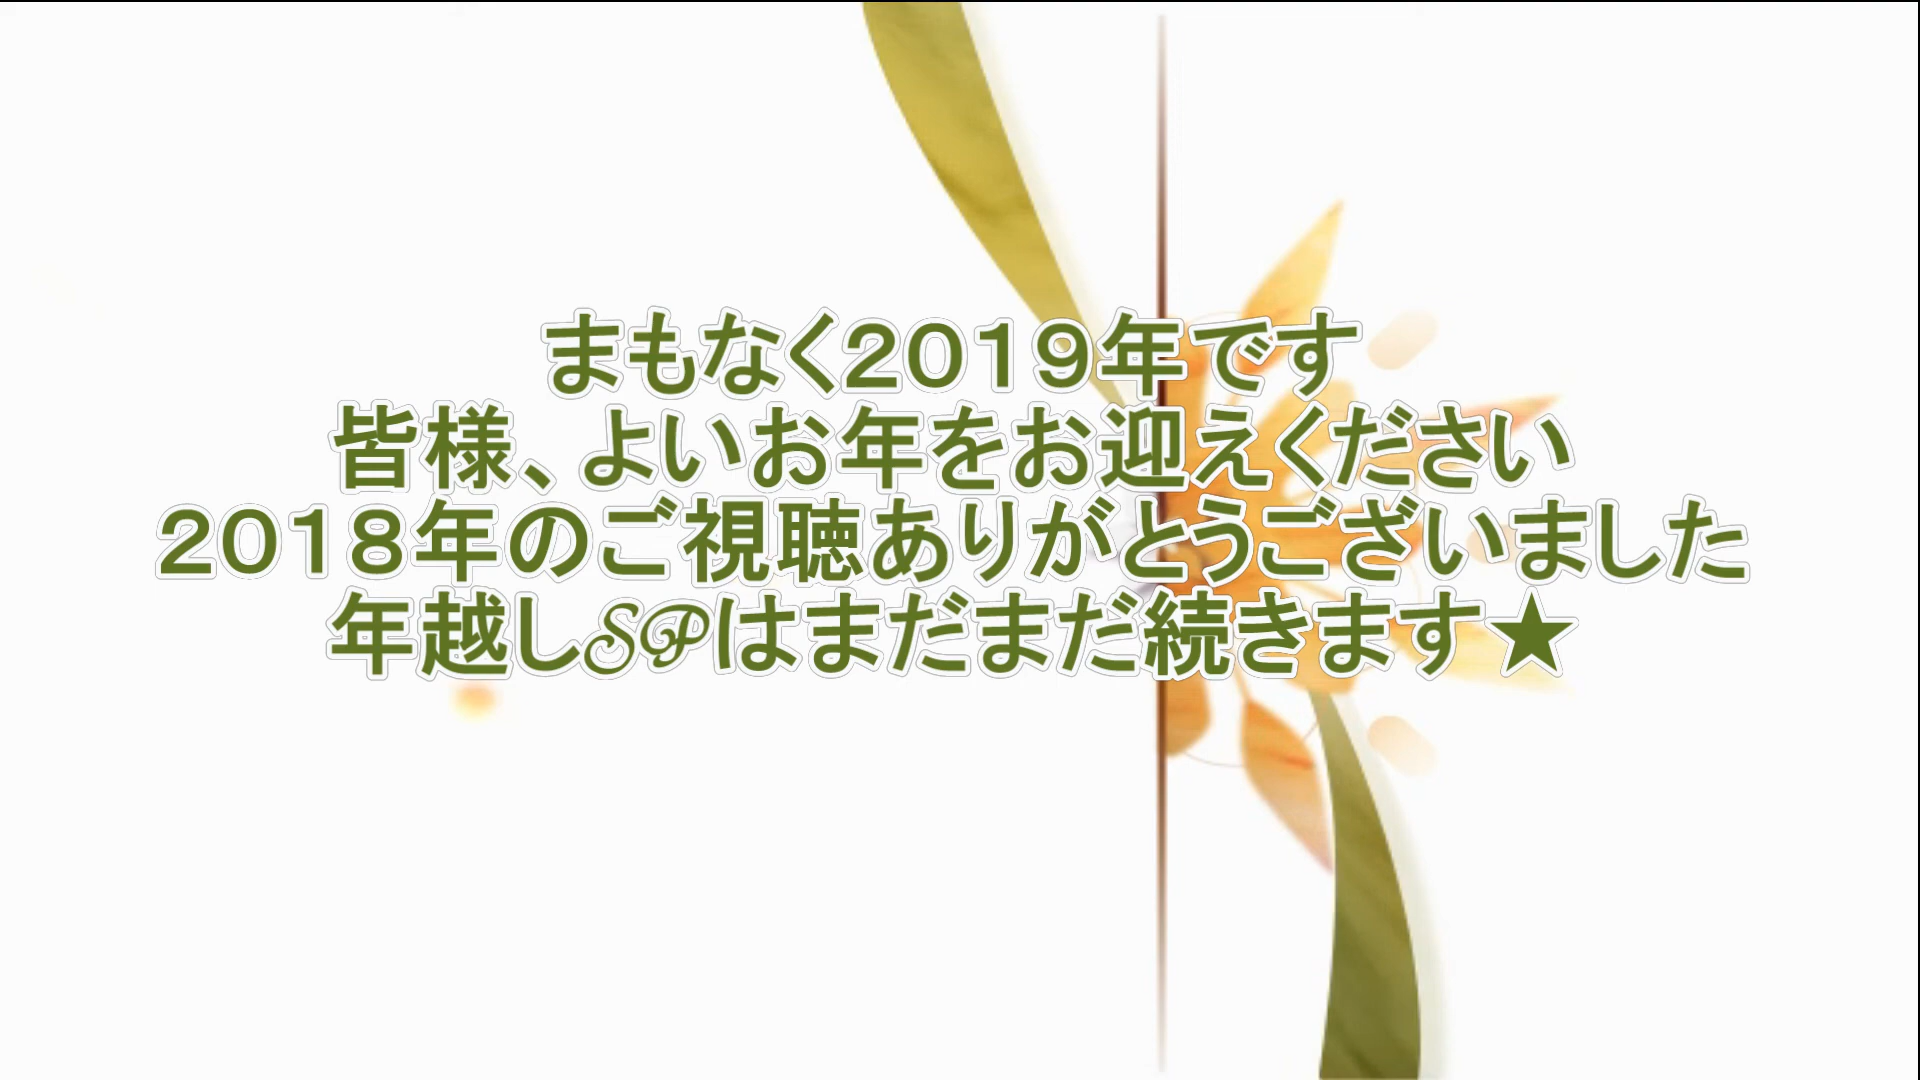 まもなく2019年です
皆様、よいお年をお迎えください
2018年のご視聴ありがとうございました
年越しSPはまだまだ続きます★